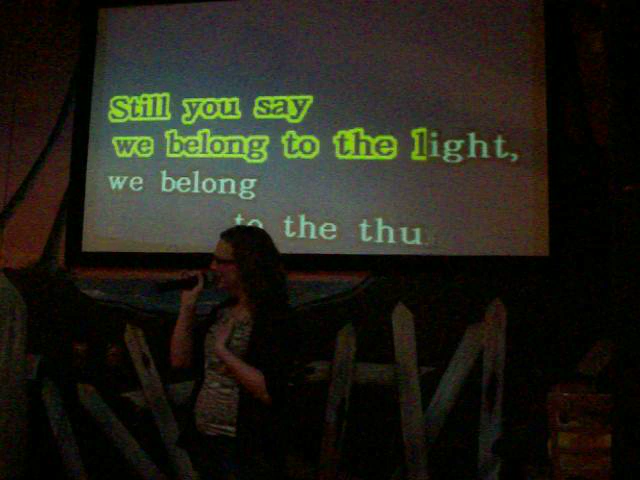 Still you say
we belong to the light,
we belong
to the thu